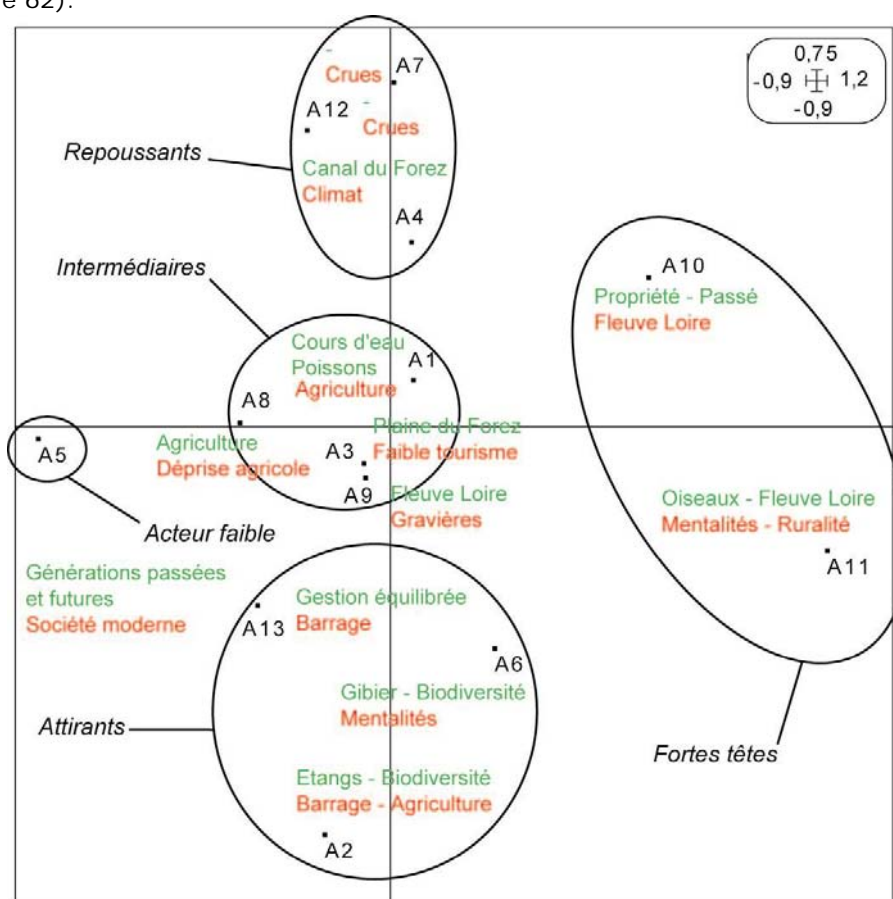 e 62).
0,75
-0,9 1,2
-0,9
-
Crues
A7
A12
-
Crues
Repoussants
Canal du Forez
Climat
A4
Intermédiaires
A10
Propriété - Passé
Fleuve Loire
Cours d'eau
Poissons
A1
Agriculture
A8
Plaine du Forez
Faible tourisme
Agriculture
Déprise agricole
A3
A5
A9
Fleuve Loire
Gravières
Oiseaux - Fleuve Loire
Mentalités - Ruralité
Acteur faible
A11
Générations passées
et futures
Société moderne
Gestion équilibrée
Barrage
A13
A6
Gibier - Biodiversité
Mentalités
Attirants
Fortes têtes
Etangs - Biodiversité
Barrage - Agriculture
A2